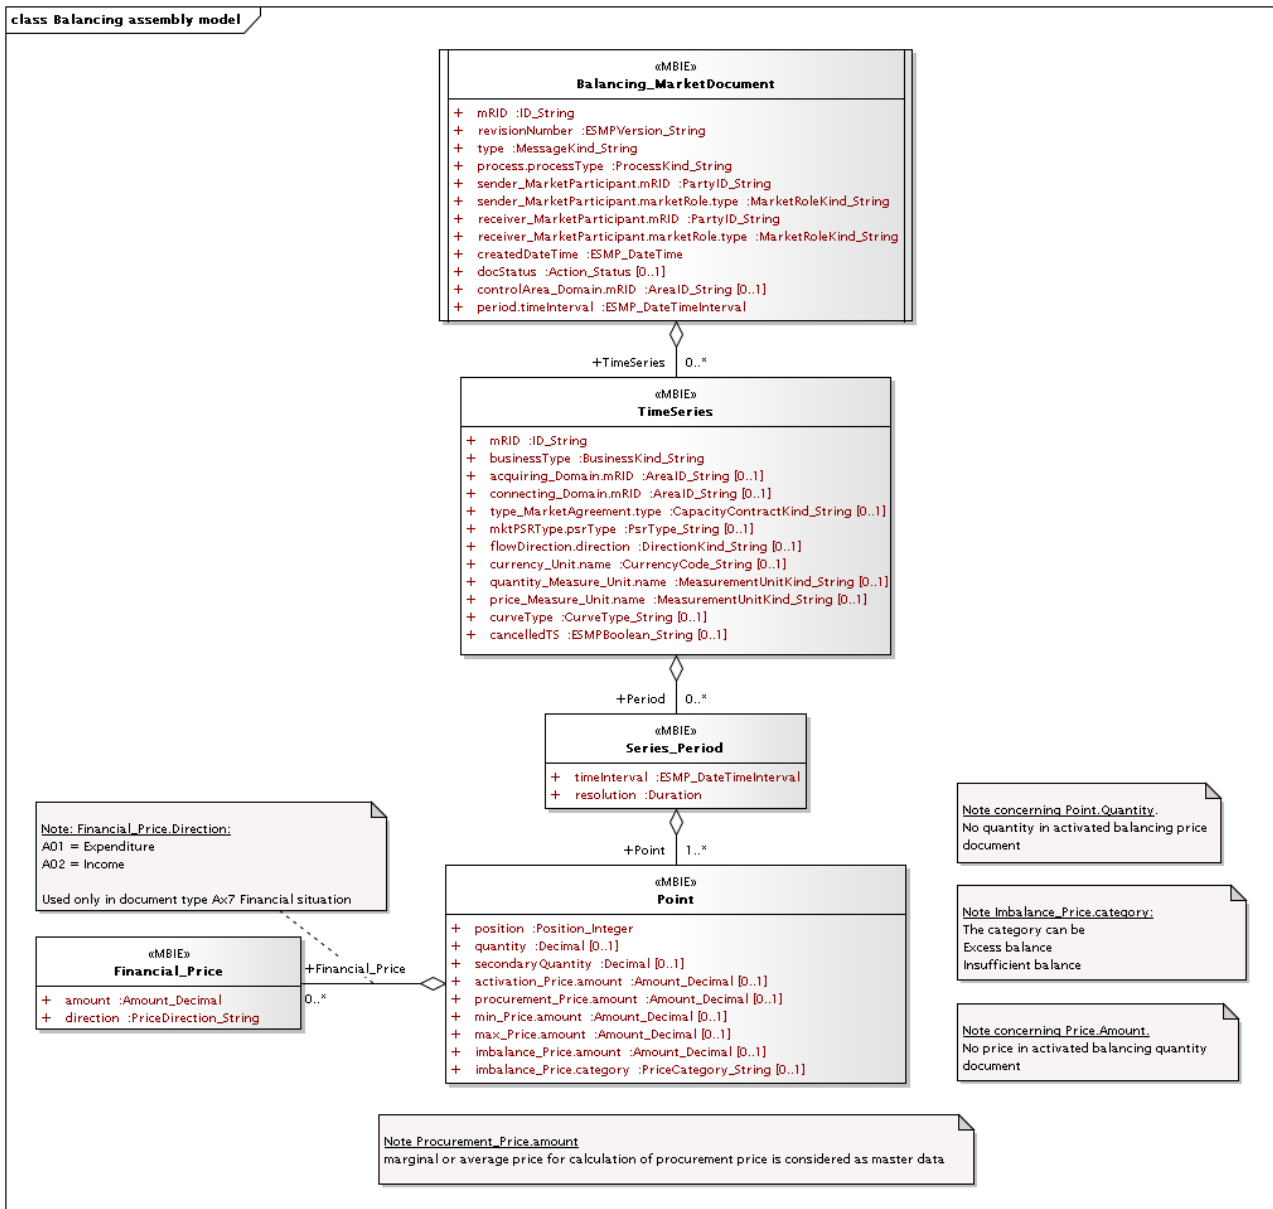 class Balancing assembly model
«MBIE»
Balancing_MarketDocument
+ mRID :ID_String
+ revisionNumber :ESMPVersion_String
+ type :MessageKind_String
+ process.processType :ProcessKind_String
+ sender_MarketParticipant.mRID :PartyID_String
+ sender_MarketParticipant.marketRole.type :MarketRoleKind_String
+ receiver_MarketParticipant.mRID :PartyID_String
+ receiver_MarketParticipant.marketRole.type :MarketRoleKind_String
+ createdDateTime :ESMP_DateTime
+ docStatus :Action_Status [0..1]
+ controlArea_Domain.mRID :AreaID_String [0..1]
+ period.timeInterval :ESMP_DateTimeInterval
+TimeSeries 0..*
«MBIE»
TimeSeries
+ mRID :ID_String
+ businessType :BusinessKind_String
+ acquiring_Domain.mRID :AreaID_String [0..1]
+ connecting_Domain.mRID :AreaID_String [0..1]
+ type_MarketAgreement.type :CapacityContractKind_String [0..1]
+ mktPSRType.psrType :PsrType_String [0..1]
+ flowDirection.direction :DirectionKind_String [0..1]
+ currency_Unit.name :CurrencyCode_String [0..1]
+ quantity_Measure_Unit.name :MeasurementUnitKind_String [0..1]
+ price_Measure_Unit.name :MeasurementUnitKind_String [0..1]
+ curveType :CurveType_String [0..1]
+ cancelledTS :ESMPBoolean_String [0..1]
+Period 0..*
«MBIE»
Series_Period
+ timeInterval :ESMP_DateTimeInterval
+ resolution :Duration
+Point 1..*
Note: Financial_Price.Direction:
A01 = Expenditure
A02 = Income
Used only in document type Ax7 Financial situation
«MBIE»
Financial_Price
+ amount :Amount_Decimal
+ direction :PriceDirection_String
+Financial_Price
0..*
«MBIE»
Point
+ position :Position_Integer
+ quantity :Decimal [0..1]
+ secondaryQuantity :Decimal [0..1]
+ activation_Price.amount :Amount_Decimal [0..1]
+ procurement_Price.amount :Amount_Decimal [0..1]
+ min_Price.amount :Amount_Decimal [0..1]
+ max_Price.amount :Amount_Decimal [0..1]
+ imbalance_Price.amount :Amount_Decimal [0..1]
+ imbalance_Price.category :PriceCategory_String [0..1]
Note concerning Point.Quantity.
No quantity in activated balancing price
document
Note Imbalance_Price.category:
The category can be
Excess balance
Insufficient balance
Note concerning Price.Amount.
No price in activated balancing quantity
document
Note Procurement_Price.amount
marginal or average price for calculation of procurement price is considered as master data